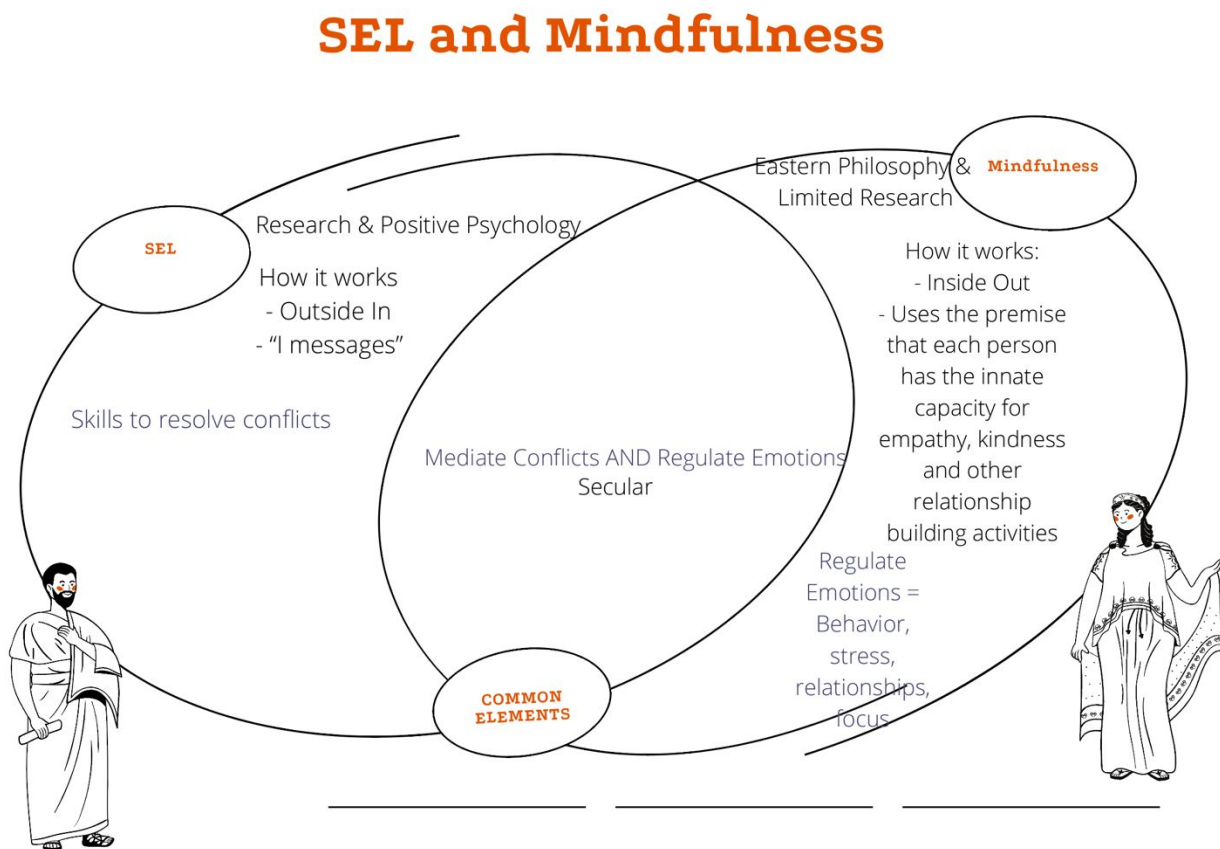 SEL and Mindfulness
SEL
Research & Positive Psychology
How it works
- Outside In
- “I messages”
Skills to resolve conflicts
Mediate Conflicts AND Regulate Emotions
Secular
COMMON
ELEMENTS
Mindfulness
Eastern Philosophy &
Limited Research
How it works:
- Inside Out
- Uses the premise
that each person
has the innate
capacity for
empathy, kindness
and other
relationship
building activities
Regulate
Emotions =
Behavior,
stress,
relationships,
focus